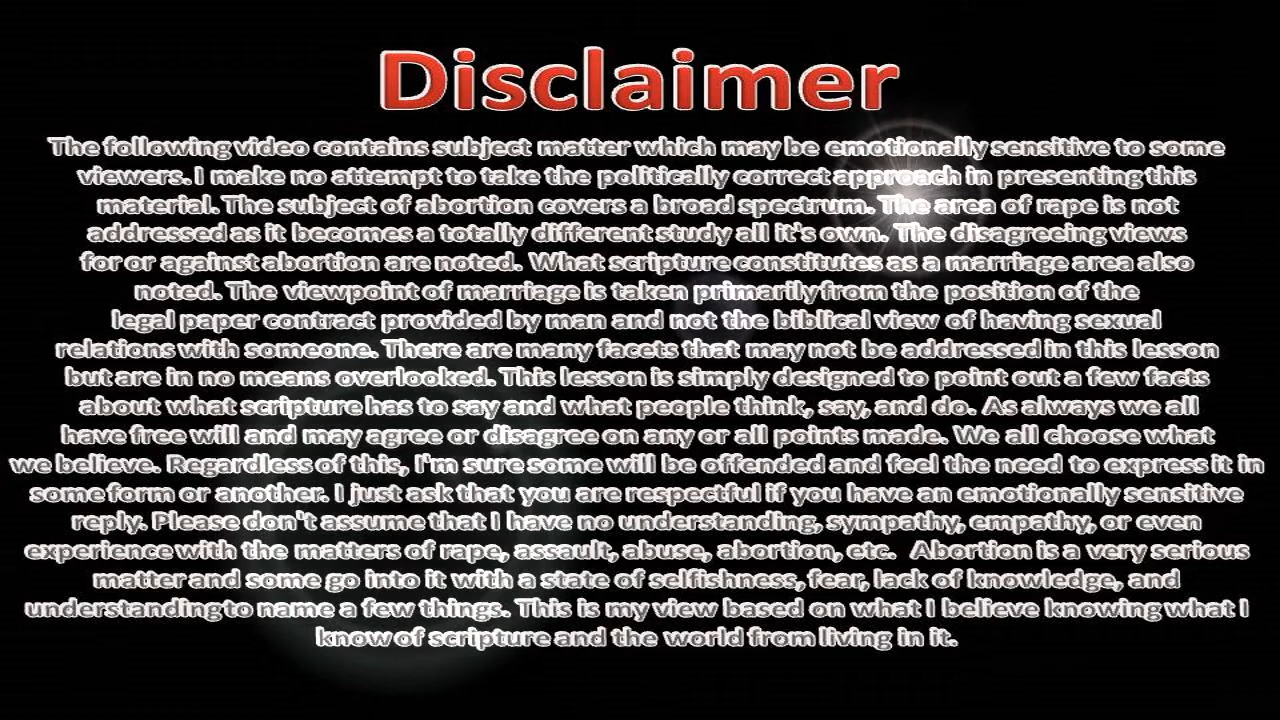 Disclaimer
The following video contains subject matter which may be emotionally sensitive to some
viewers. I make no attempt to take the politically correct approach in presenting this
material. The subject of abortion covers a broad spectrum. The area of rape is not
addressed as it becomes a totally different study all it's own. The disagreeing views
for or against abortion are noted. What scripture constitutes as a marriage area also
noted. The viewpoint of marriage is taken primarily from the position of the
legal paper contract provided by man and not the biblical view of having sexual
relations with someone. There are many facets that may not be addressed in this lesson
but are in no means overlooked. This lesson is simply designed to point out a few facts
about what scripture has to say and what people think, say, and do. As always we all
have free will and may agree or disagree on any or all points made. We all choose what
we believe. Regardless of this, I'm sure some will be offended and feel the need to express it in
some form or another. I just ask that you are respectful if you have an emotionally sensitive
reply. Please don't assume that I have no understanding, sympathy, empathy, or even
experience with the matters of rape, assault, abuse, abortion, etc. Abortion is a very serious
matter and some go into it with a state of selfishness, fear, lack of knowledge, and
understanding to name a few things. This is my view based on what I believe knowing what I
know of scripture and the world from living in it.